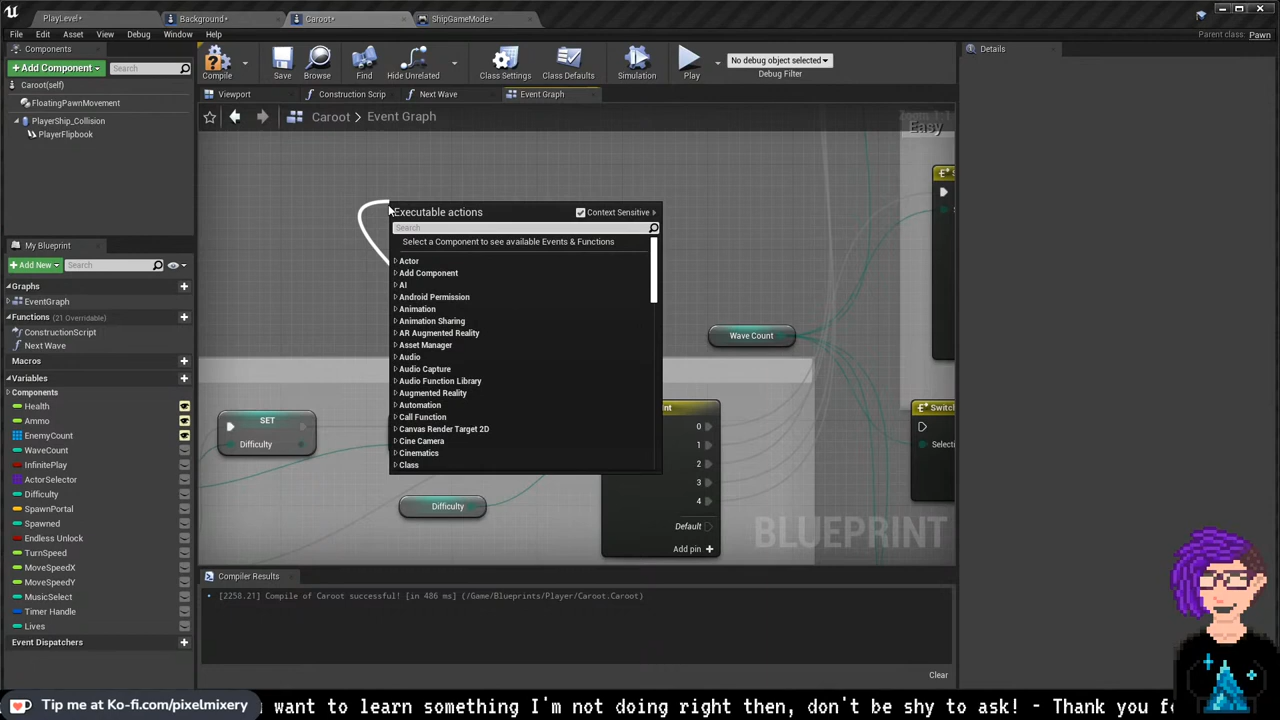 PlayLevel•
Background•
Caroot•
ShipGameMode•
File Edit Asset View Debug Window Help
Parent class: Pawn
Components
Details
+ Add Component
Search
Compile
Save
Browse
Find
Hide Unrelated
Class Settings
Class Defaults
Simulation
Play
No debug object selected
Debug Filter
Caroot(self)
FloatingPawnMovement
PlayerShip_Collision
PlayerFlipbook
Viewport
Construction Scrip
Next Wave
Event Graph
Caroot > Event Graph
Zoom 1:1
Easy
Executable actions
Context Sensitive
Search
Select a Component to see available Events & Functions
Actor
Add Component
AI
Android Permission
Animation
Animation Sharing
AR Augmented Reality
Asset Manager
Audio
Audio Capture
Audio Function Library
Augmented Reality
Automation
Call Function
Canvas Render Target 2D
Cine Camera
Cinematics
Class
My Blueprint
+ Add New
Search
Graphs
EventGraph
Functions (21 Overridable)
ConstructionScript
Next Wave
Macros
Variables
Components
Health
Ammo
EnemyCount
WaveCount
InfinitePlay
ActorSelector
Difficulty
SpawnPortal
Spawned
Endless Unlock
TurnSpeed
MoveSpeedX
MoveSpeedY
MusicSelect
Timer Handle
Lives
Event Dispatchers
Wave Count
SET
Difficulty
Difficulty
int
0
1
2
3
4
Default
Add pin
Switch
Selecti
BLUEPRINT
Compiler Results
[2258.21] Compile of Caroot successful! [in 486 ms] (/Game/Blueprints/Player/Caroot.Caroot)
Clear
Tip me at Ko-fi.com/pixelmixery
u want to learn something I'm not doing right then, don't be shy to ask! - Thank you f